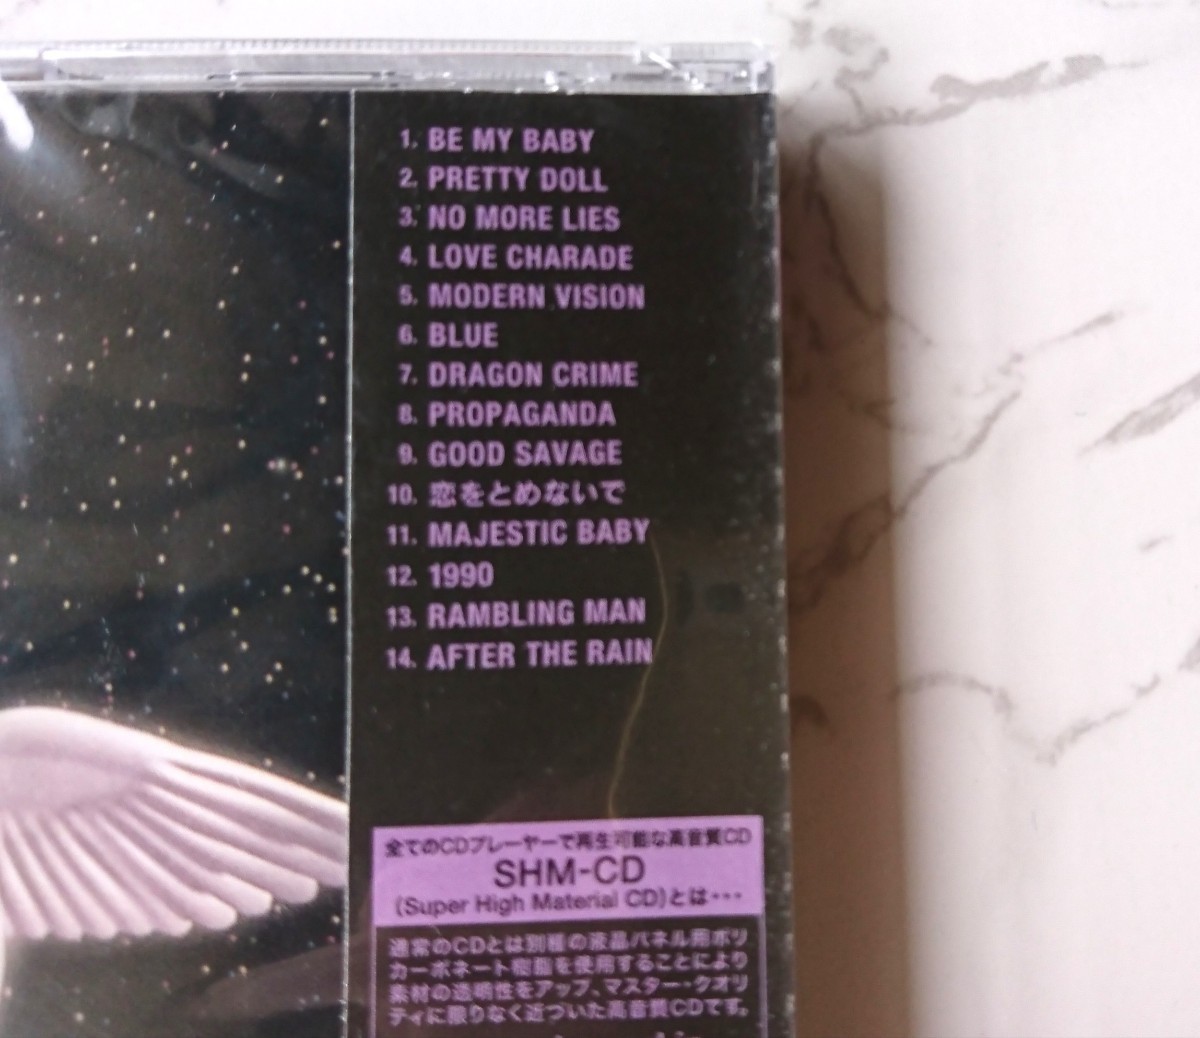 1. BE MY BABY
2. PRETTY DOLL
3. NO MORE LIES
4. LOVE CHARADE
5. MODERN VISION
6. BLUE
7. DRAGON CRIME
8. PROPAGANDA
9. GOOD SAVAGE
10. 恋をとめないで
11. MAJESTIC BABY
12. 1990
13. RAMBLING MAN
14. AFTER THE RAIN
全てのCDプレーヤーで再生可能な高音質CD
SHM-CD
(Super High Material CD)とは…
通常のCDとは別種の液晶パネル用ポリ
カーボネート樹脂を使用することにより
素材の透明性をアップ、マスター・クオリ
ティに限りなく近づいた高音質CDです。